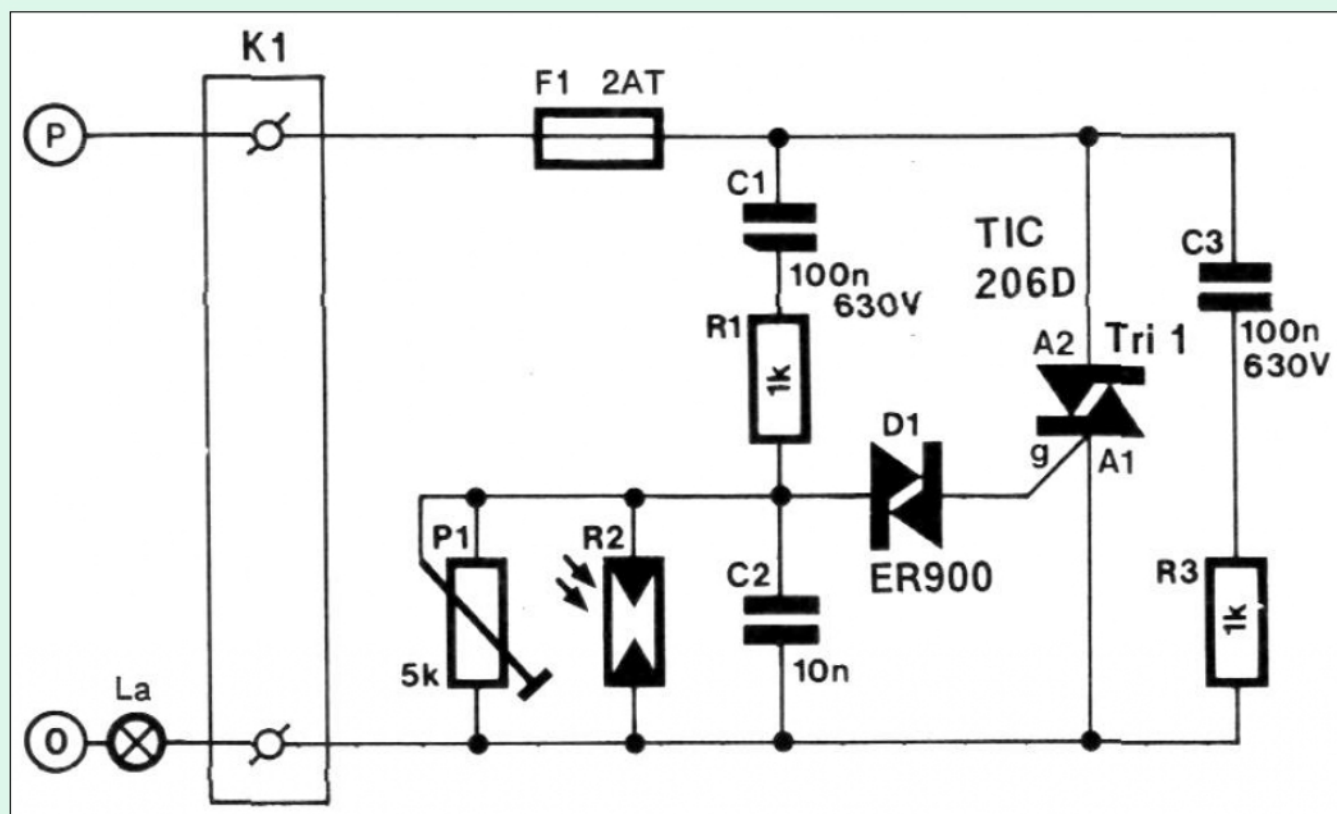 K1
F1 2AT
P
C1
100n
630V
TIC
206D
C3
100n
630V
R1
1k
A2 Tri 1
D1
g
A1
P1
R2
C2
ER900
R3
1k
5k
10n
La
O